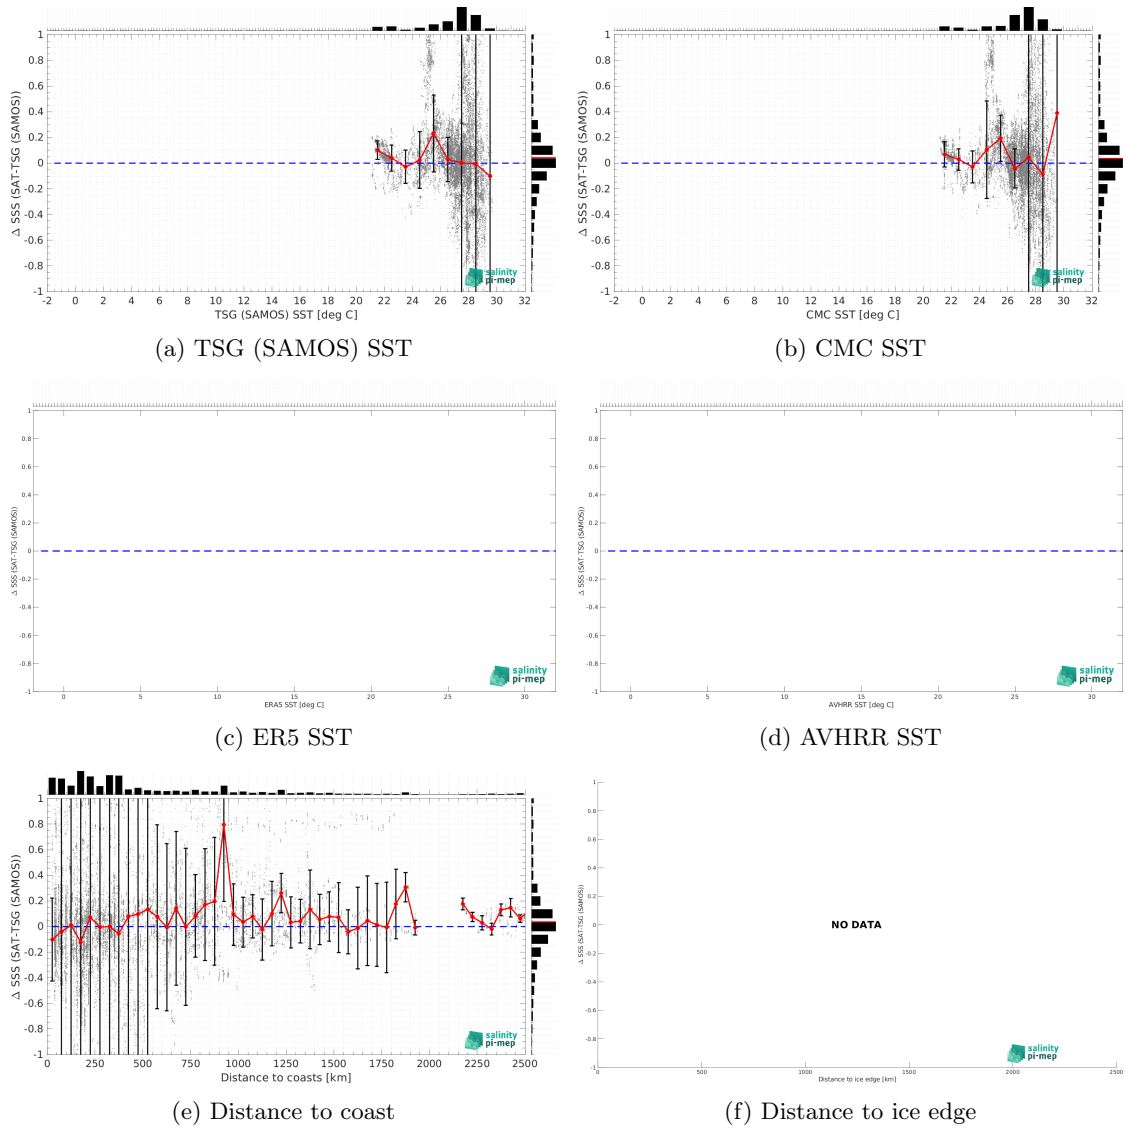 1
0.8
0.6
0.4
0.2
0
-0.2
-0.4
-0.6
-0.8
-1
Δ SSS (SAT-TSG (SAMOS))
-2 0 2 4 6 8 10 12 14 16 18 20 22 24 26 28 30 32
TSG (SAMOS) SST [deg C]
salinity
pi-mep
(a) TSG (SAMOS) SST
1
0.8
0.6
0.4
0.2
0
-0.2
-0.4
-0.6
-0.8
-1
Δ SSS (SAT-TSG (SAMOS))
-2 0 2 4 6 8 10 12 14 16 18 20 22 24 26 28 30 32
CMC SST [deg C]
salinity
pi-mep
(b) CMC SST
1
0.8
0.6
0.4
0.2
0
-0.2
-0.4
-0.6
-0.8
-1
Δ SSS (SAT-TSG (SAMOS))
0 5 10 15 20 25 30
ERA5 SST [deg C]
salinity
pi-mep
(c) ER5 SST
1
0.8
0.6
0.4
0.2
0
-0.2
-0.4
-0.6
-0.8
-1
Δ SSS (SAT-TSG (SAMOS))
0 5 10 15 20 25 30
AVHRR SST [deg C]
salinity
pi-mep
(d) AVHRR SST
1
0.8
0.6
0.4
0.2
0
-0.2
-0.4
-0.6
-0.8
-1
Δ SSS (SAT-TSG (SAMOS))
0 250 500 750 1000 1250 1500 1750 2000 2250 2500
Distance to coasts [km]
salinity
pi-mep
(e) Distance to coast
1
0.8
0.6
0.4
0.2
0
-0.2
-0.4
-0.6
-0.8
-1
Δ SSS (SAT-TSG (SAMOS))
NO DATA
0 500 1000 1500 2000 2500
Distance to ice edge [km]
salinity
pi-mep
(f) Distance to ice edge